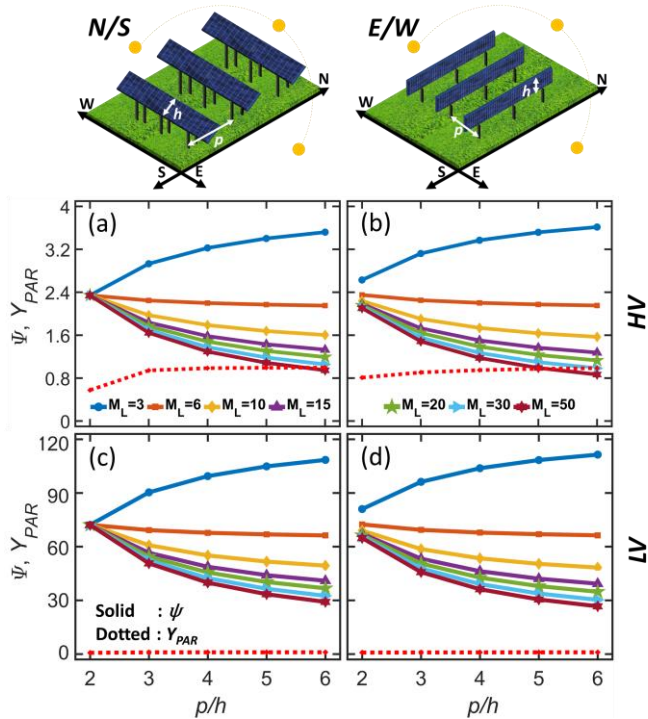 N/S
E/W
W
N
S
E
h
p
W
N
S
E
h
p
(a)
(b)
Ψ, Y_PAR
4
3.2
2.4
1.6
0.8
0
M_L=3 M_L=6 M_L=10 M_L=15
M_L=20 M_L=30 M_L=50
HV
(c)
(d)
Ψ, Y_PAR
120
90
60
30
0
Solid : ψ
Dotted : Y_PAR
LV
2 3 4 5 6
2 3 4 5 6
p/h
p/h